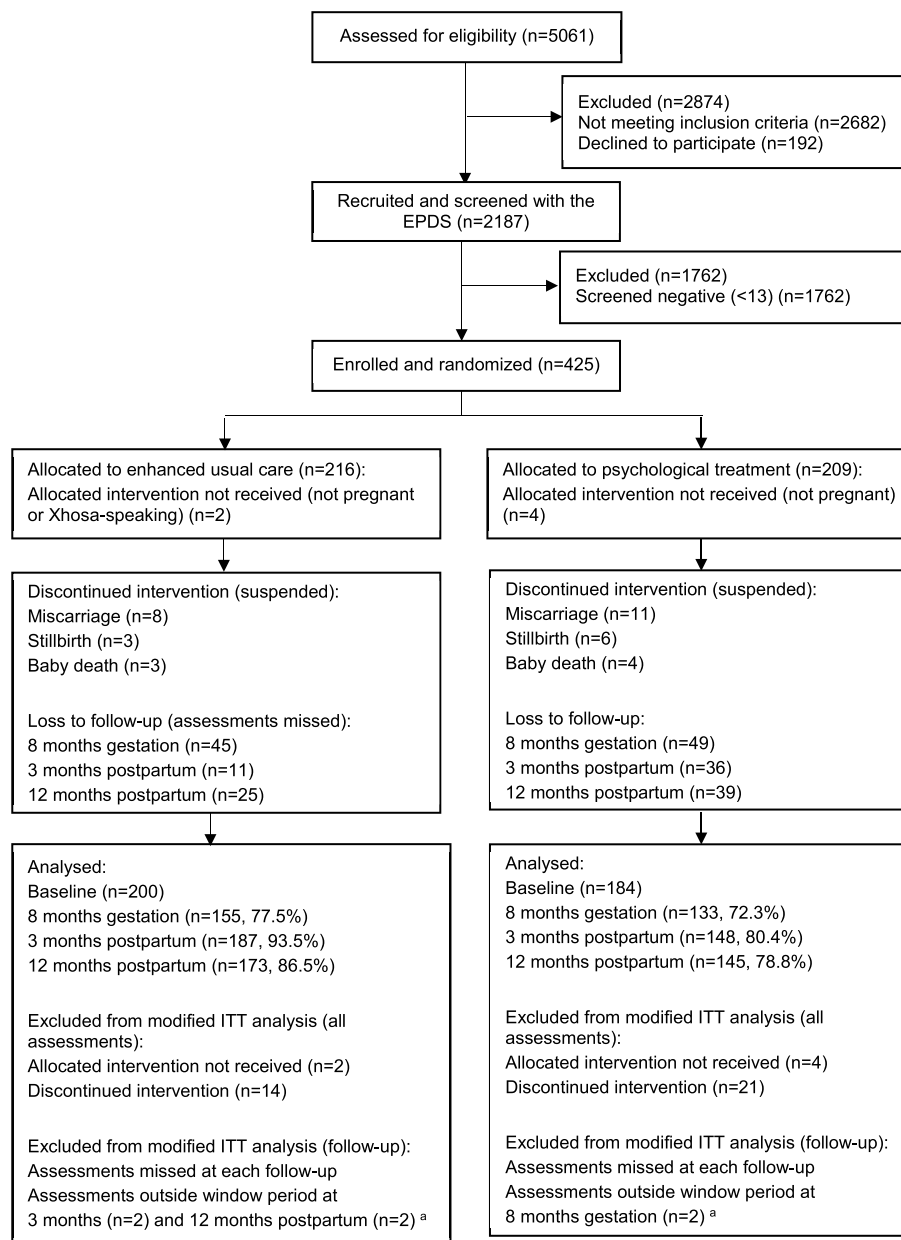 Assessed for eligibility (n=5061)
Excluded (n=2874)
Not meeting inclusion criteria (n=2682)
Declined to participate (n=192)
Recruited and screened with the
EPDS (n=2187)
Excluded (n=1762)
Screened negative (<13) (n=1762)
Enrolled and randomized (n=425)
Allocated to enhanced usual care (n=216):
Allocated intervention not received (not pregnant
or Xhosa-speaking) (n=2)
Allocated to psychological treatment (n=209):
Allocated intervention not received (not pregnant)
(n=4)
Discontinued intervention (suspended):
Miscarriage (n=8)
Stillbirth (n=3)
Baby death (n=3)
Loss to follow-up (assessments missed):
8 months gestation (n=45)
3 months postpartum (n=11)
12 months postpartum (n=25)
Discontinued intervention (suspended):
Miscarriage (n=11)
Stillbirth (n=6)
Baby death (n=4)
Loss to follow-up:
8 months gestation (n=49)
3 months postpartum (n=36)
12 months postpartum (n=39)
Analysed:
Baseline (n=200)
8 months gestation (n=155, 77.5%)
3 months postpartum (n=187, 93.5%)
12 months postpartum (n=173, 86.5%)
Excluded from modified ITT analysis (all
assessments):
Allocated intervention not received (n=2)
Discontinued intervention (n=14)
Excluded from modified ITT analysis (follow-up):
Assessments missed at each follow-up
Assessments outside window period at
3 months (n=2) and 12 months postpartum (n=2) a
Analysed:
Baseline (n=184)
8 months gestation (n=133, 72.3%)
3 months postpartum (n=148, 80.4%)
12 months postpartum (n=145, 78.8%)
Excluded from modified ITT analysis (all
assessments):
Allocated intervention not received (n=4)
Discontinued intervention (n=21)
Excluded from modified ITT analysis (follow-up):
Assessments missed at each follow-up
Assessments outside window period at
8 months gestation (n=2) a